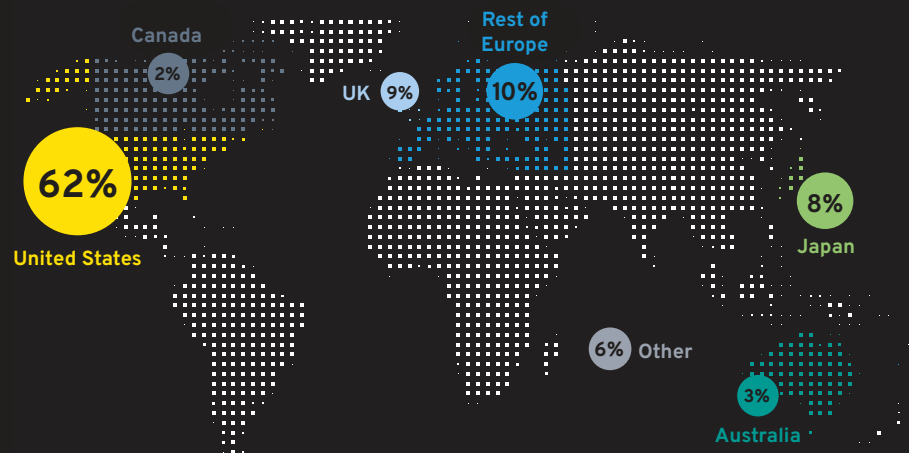 Canada
2%
Rest of
Europe
10%
UK 9%
62%
United States
8%
Japan
6% Other
3%
Australia